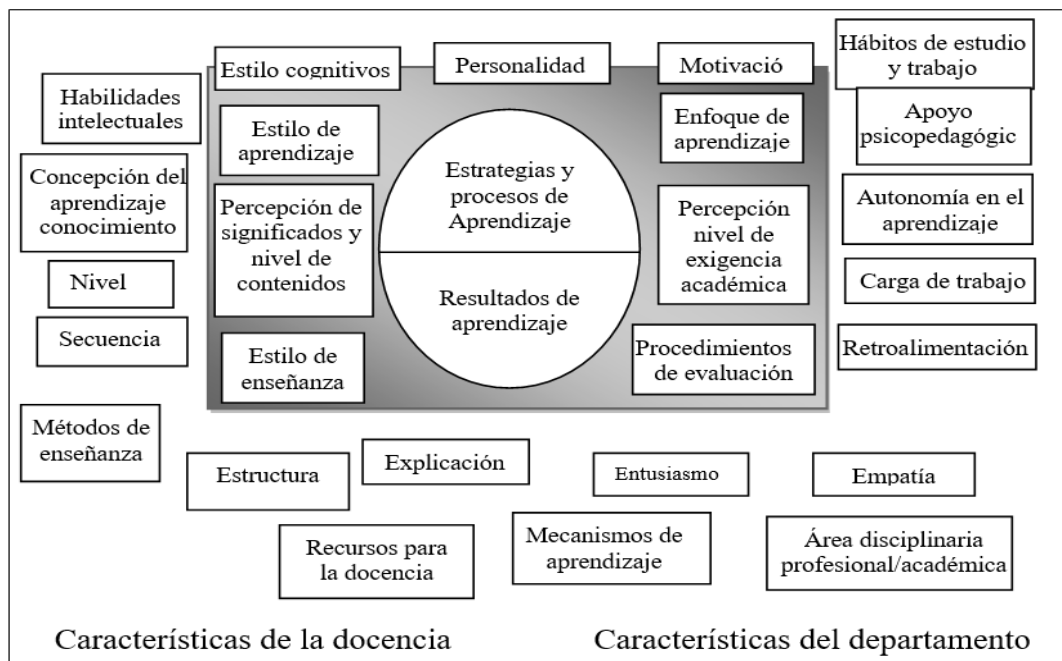 Estilo cognitivos
Personalidad
Motivació
Hábitos de estudio
y trabajo
Habilidades
intelectuales
Estilo de
aprendizaje
Enfoque de
aprendizaje
Apoyo
psicopedagógic
Estrategias y
procesos de
Aprendizaje
Concepción del
aprendizaje
conocimiento
Percepción de
significados y
nivel de
contenidos
Percepción
nivel de
exigencia
académica
Autonomía en el
aprendizaje
Nivel
Resultados de
aprendizaje
Carga de trabajo
Secuencia
Estilo de
enseñanza
Procedimientos
de evaluación
Retroalimentación
Métodos de
enseñanza
Estructura
Explicación
Entusiasmo
Empatía
Recursos para
la docencia
Mecanismos de
aprendizaje
Área disciplinaria
profesional/académica
Características de la docencia
Características del departamento